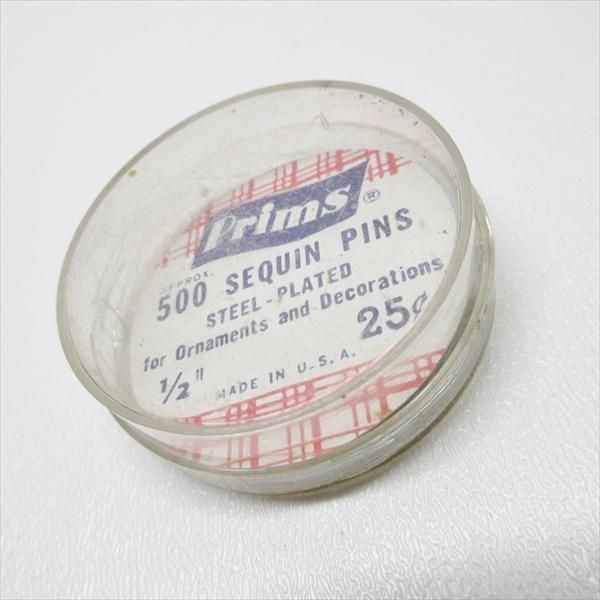 Prims ®
APPROX.
500 SEQUIN PINS
STEEL-PLATED
for Ornaments and Decorations
1/2" 25¢
MADE IN U.S.A.